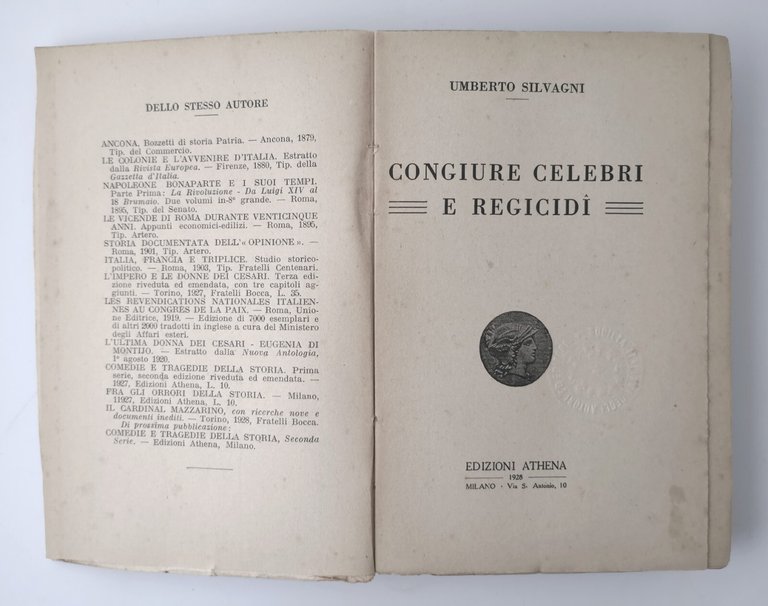 DELLO STESSO AUTORE
ANCONA. Bozzetti di storia Patria. — Ancona, 1879,
Tip. del Commercio.
LE COLONIE E L'AVVENIRE D'ITALIA. Estratto
dalla Rivista Europea. — Firenze, 1880, Tip. della
Gazzetta d'Italia.
NAPOLEONE BONAPARTE E I SUOI TEMPI.
Parte Prima: La Rivoluzione - Da Luigi XIV al
18 Brumaio. Due volumi in-8° grande. — Roma,
1895, Tip. del Senato.
LE VICENDE DI ROMA DURANTE VENTICINQUE
ANNI. Appunti economici-edilizi. — Roma, 1895,
Tip. Artero.
STORIA DOCUMENTATA DELL'« OPINIONE ». —
Roma, 1901, Tip. Artero.
ITALIA, FRANCIA E TRIPLICE. Studio storico-
politico. — Roma, 1903, Tip. Fratelli Centenari.
L'IMPERO E LE DONNE DEI CESARI. Terza edi-
zione riveduta ed emendata, con tre capitoli ag-
giunti. — Torino, 1927, Fratelli Bocca, L. 35.
LES REVENDICATIONS NATIONALES ITALIEN-
NES AU CONGRES DE LA PAIX. — Roma, Unio-
ne Editrice, 1919. — Edizione di 7000 esemplari e
di altri 2000 tradotti in inglese a cura del Ministero
degli Affari esteri.
L'ULTIMA DONNA DEI CESARI - EUGENIA DI
MONTIJO. — Estratto dalla Nuova Antologia,
1° agosto 1920.
COMEDIE E TRAGEDIE DELLA STORIA. Prima
serie, seconda edizione riveduta ed emendata. —
11927, Edizioni Athena, L. 10.
FRA GLI ORRORI DELLA STORIA. — Milano,
11927, Edizioni Athena, L. 10.
IL CARDINAL MAZZARINO, con ricerche nove e
documenti inediti. — Torino, 1928, Fratelli Bocca.
Di prossima pubblicazione:
COMEDIE E TRAGEDIE DELLA STORIA, Seconda
Serie. — Edizioni Athena, Milano.
UMBERTO SILVAGNI
CONGIURE CELEBRI
E REGICIDÎ
EDIZIONI ATHENA
1928
MILANO - Via S. Antonio, 10